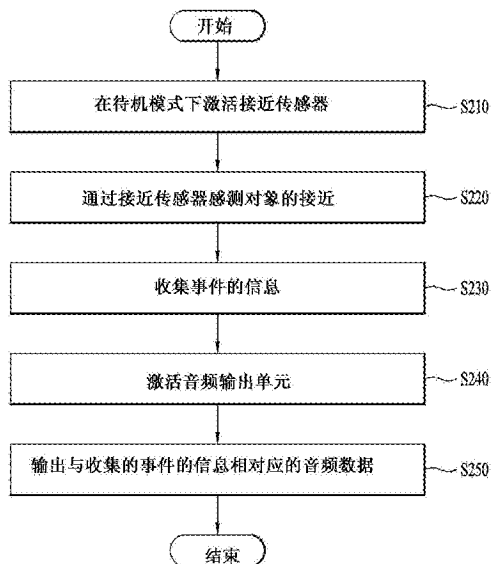 开始
在待机模式下激活接近传感器
S210
通过接近传感器感测对象的接近
S220
收集事件的信息
S230
激活音频输出单元
S240
输出与收集的事件的信息相对应的音频数据
S250
结束